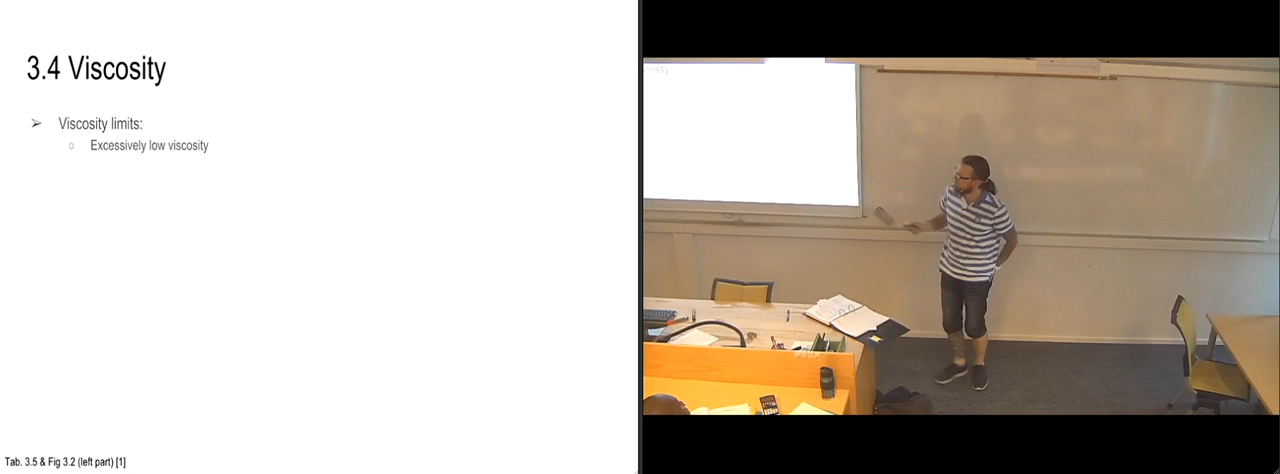 3.4 Viscosity
➢ Viscosity limits:
○ Excessively low viscosity
Tab. 3.5 & Fig 3.2 (left part) [1]